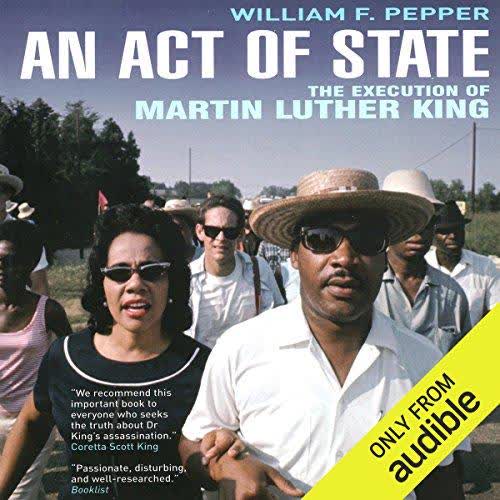 WILLIAM F. PEPPER
AN ACT OF STATE
THE EXECUTION OF
MARTIN LUTHER KING
"We recommend this
important book to
everyone who seeks
the truth about Dr
King's assassination."
Coretta Scott King
"Passionate, disturbing,
and well-researched."
Booklist
ONLY FROM
audible